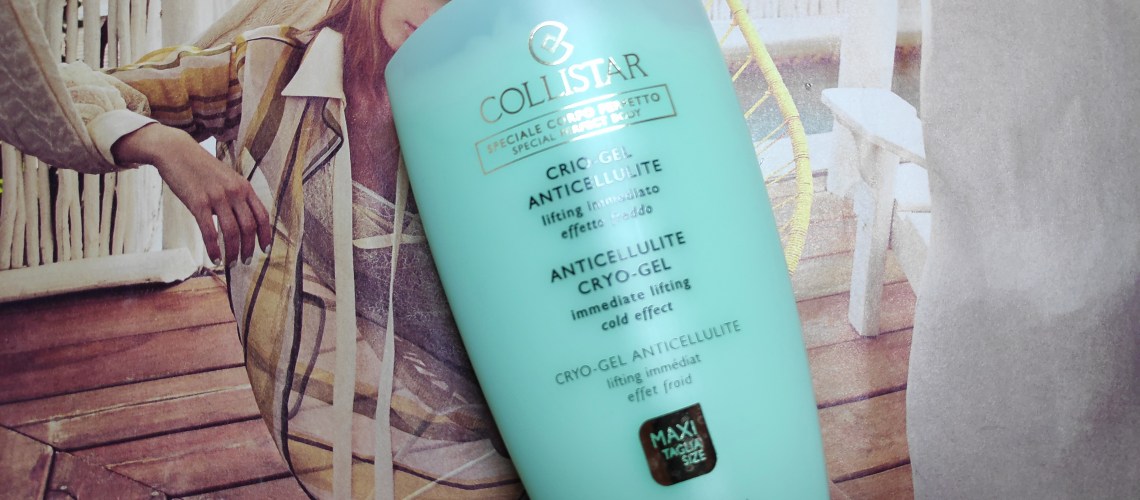 COLLISTAR
SPECIALE CORPO PERFETTO
SPECIAL PERFECT BODY
CRIO-GEL
ANTICELLULITE
lifting immediato
effetto freddo
ANTICELLULITE
CRYO-GEL
immediate lifting
cold effect
CRYO-GEL ANTICELLULITE
lifting immédiat
effet froid
MAXI
TAGLIA
SIZE